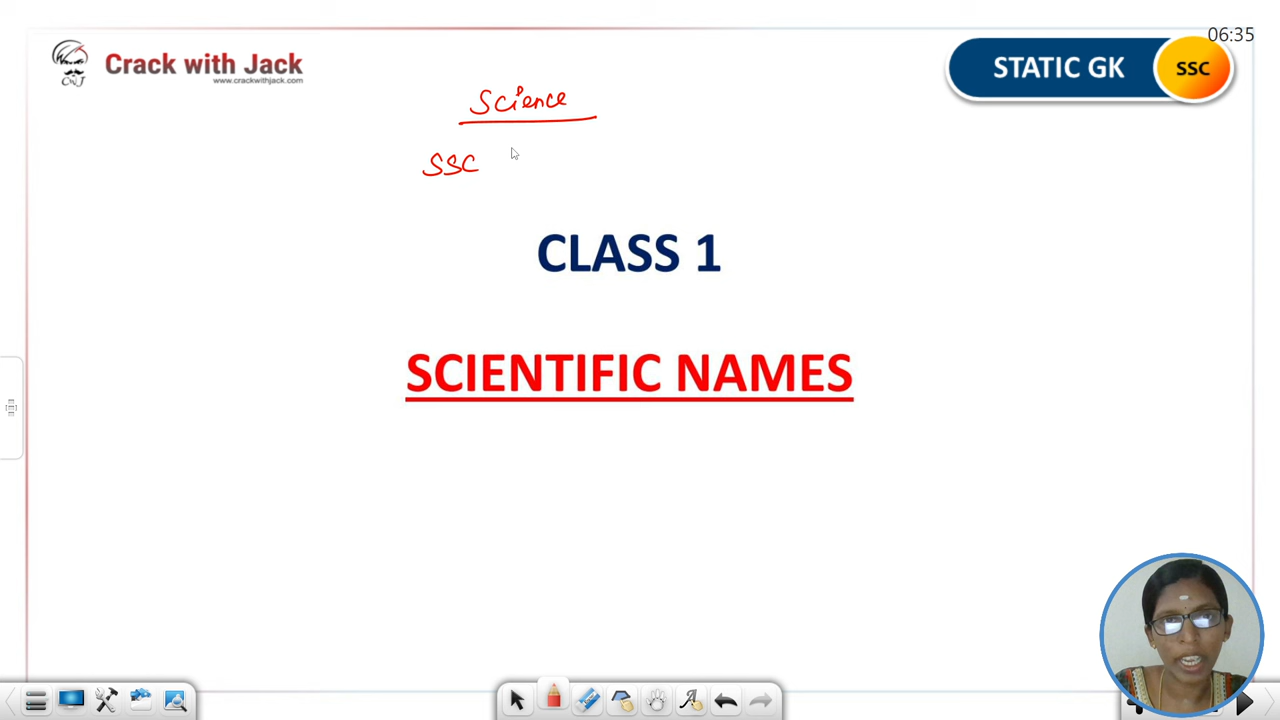 06:35
Crack with Jack
www.crackwithjack.com
STATIC GK
SSC
Science
SSC
CLASS 1
SCIENTIFIC NAMES